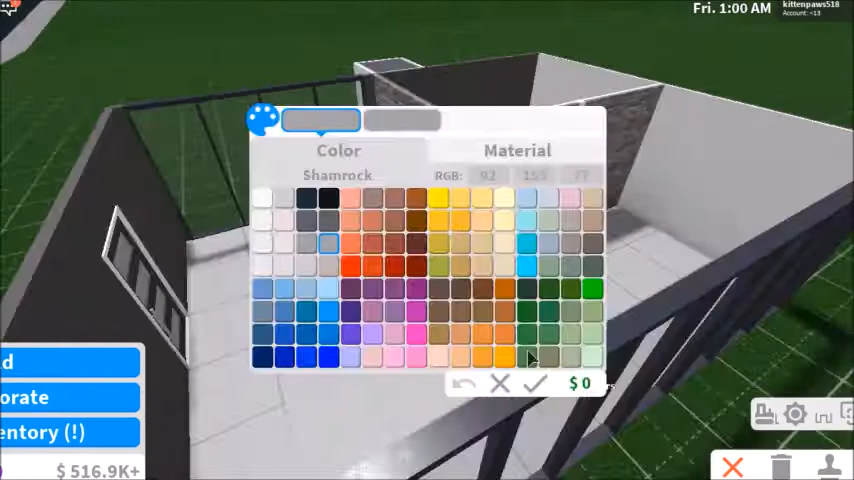 Fri. 1:00 AM
kittenpaws518
Account: <13
Color
Material
Shamrock
RGB: 92 155 77
$ 0
d
orate
entory (!)
$ 516.9K+